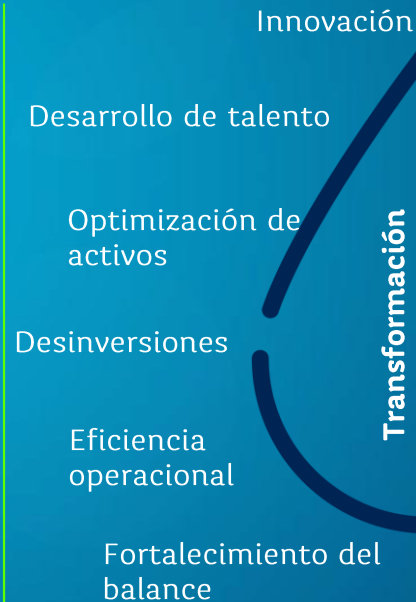 Innovación
Desarrollo de talento
Optimización de
activos
Desinversiones
Eficiencia
operacional
Fortalecimiento del
balance
Transformación